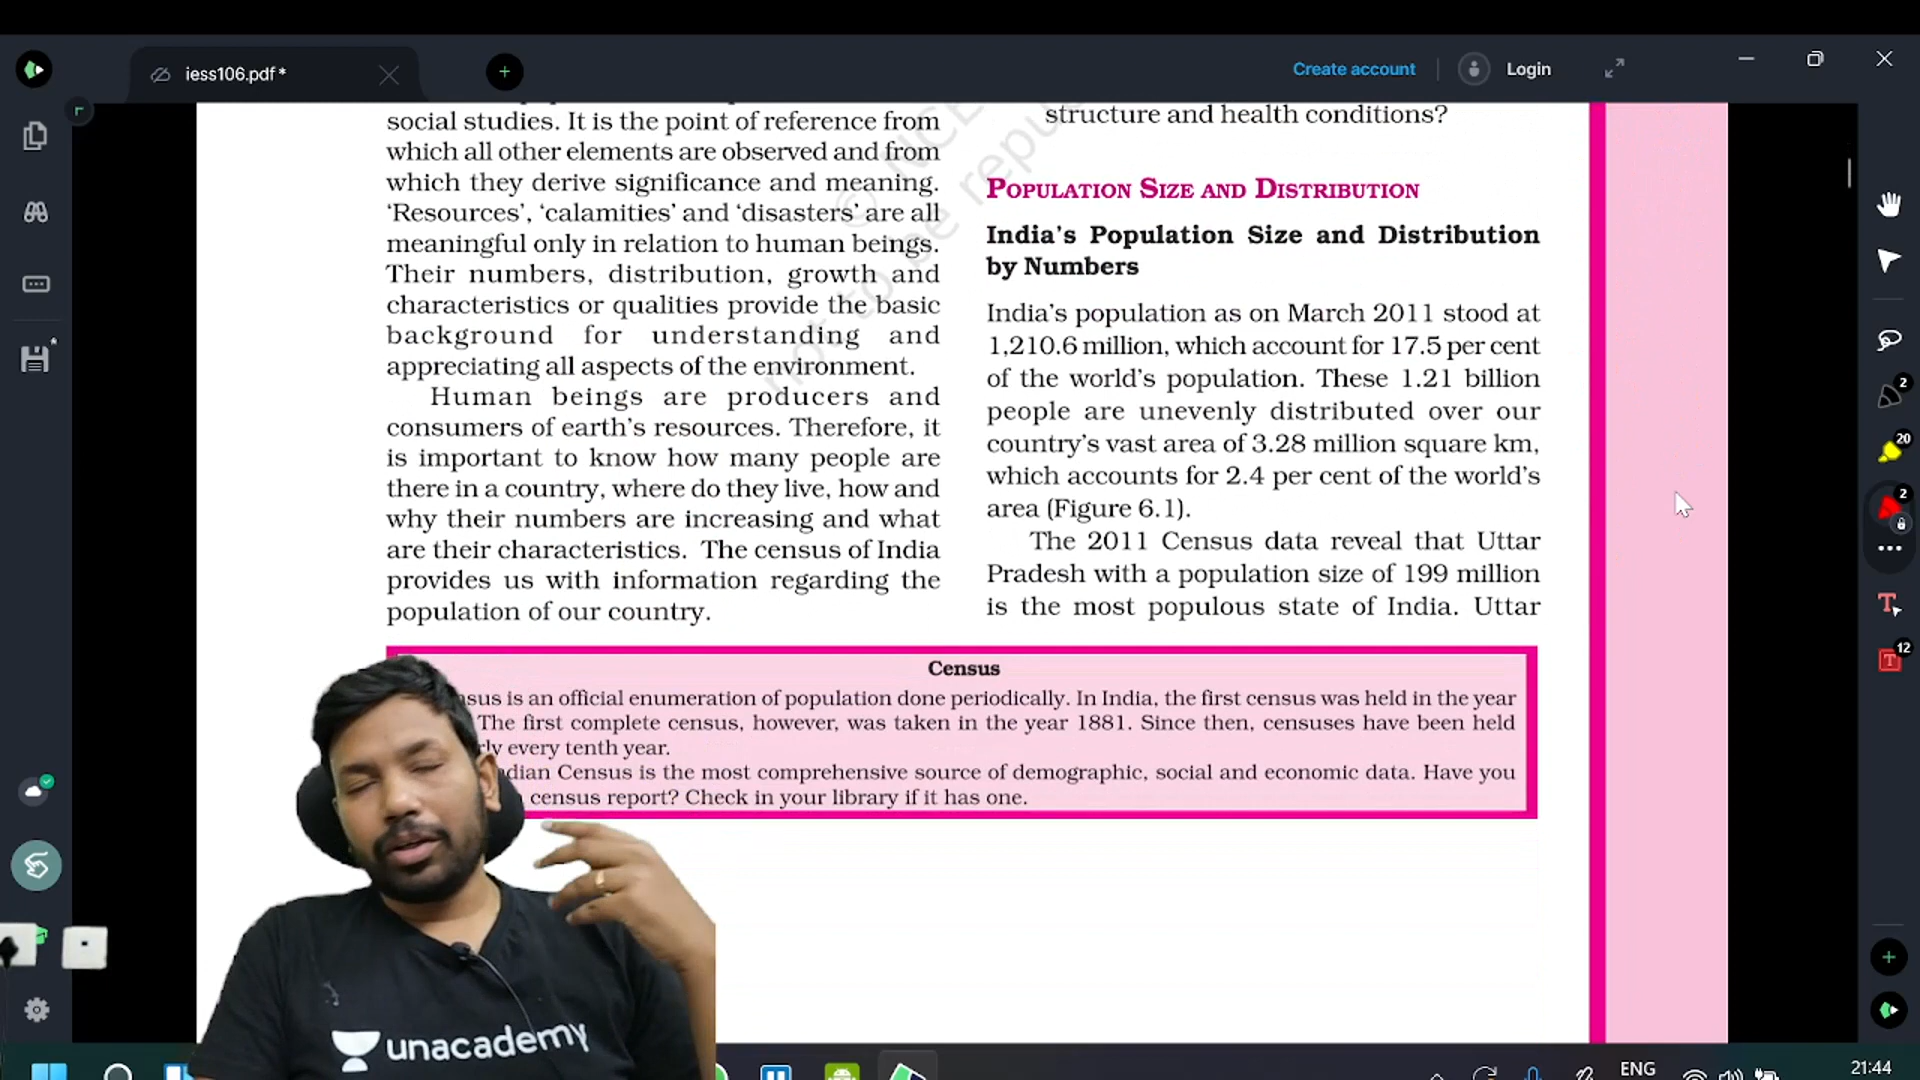 iess106.pdf*
Create account
Login
social studies. It is the point of reference from
which all other elements are observed and from
which they derive significance and meaning.
‘Resources’, ‘calamities’ and ‘disasters’ are all
meaningful only in relation to human beings.
Their numbers, distribution, growth and
characteristics or qualities provide the basic
background for understanding and
appreciating all aspects of the environment.
Human beings are producers and
consumers of earth’s resources. Therefore, it
is important to know how many people are
there in a country, where do they live, how and
why their numbers are increasing and what
are their characteristics. The census of India
provides us with information regarding the
population of our country.
structure and health conditions?
POPULATION SIZE AND DISTRIBUTION
India’s Population Size and Distribution
by Numbers
India’s population as on March 2011 stood at
1,210.6 million, which account for 17.5 per cent
of the world’s population. These 1.21 billion
people are unevenly distributed over our
country’s vast area of 3.28 million square km,
which accounts for 2.4 per cent of the world’s
area (Figure 6.1).
The 2011 Census data reveal that Uttar
Pradesh with a population size of 199 million
is the most populous state of India. Uttar
not to be
Census
is an official enumeration of population done periodically. In India, the first census was held in the year
The first complete census, however, was taken in the year 1881. Since then, censuses have been held
every tenth year.
Census is the most comprehensive source of demographic, social and economic data. Have you
census report? Check in your library if it has one.
2
20
2
12
unacademy
ENG
21:44